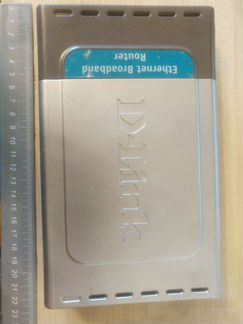 Ethernet Broadband
Router
D-Link
1 2 3 4 5 6 7 8 9 10 11 12 13 14 15 16 17 18 19 20 21 22 23